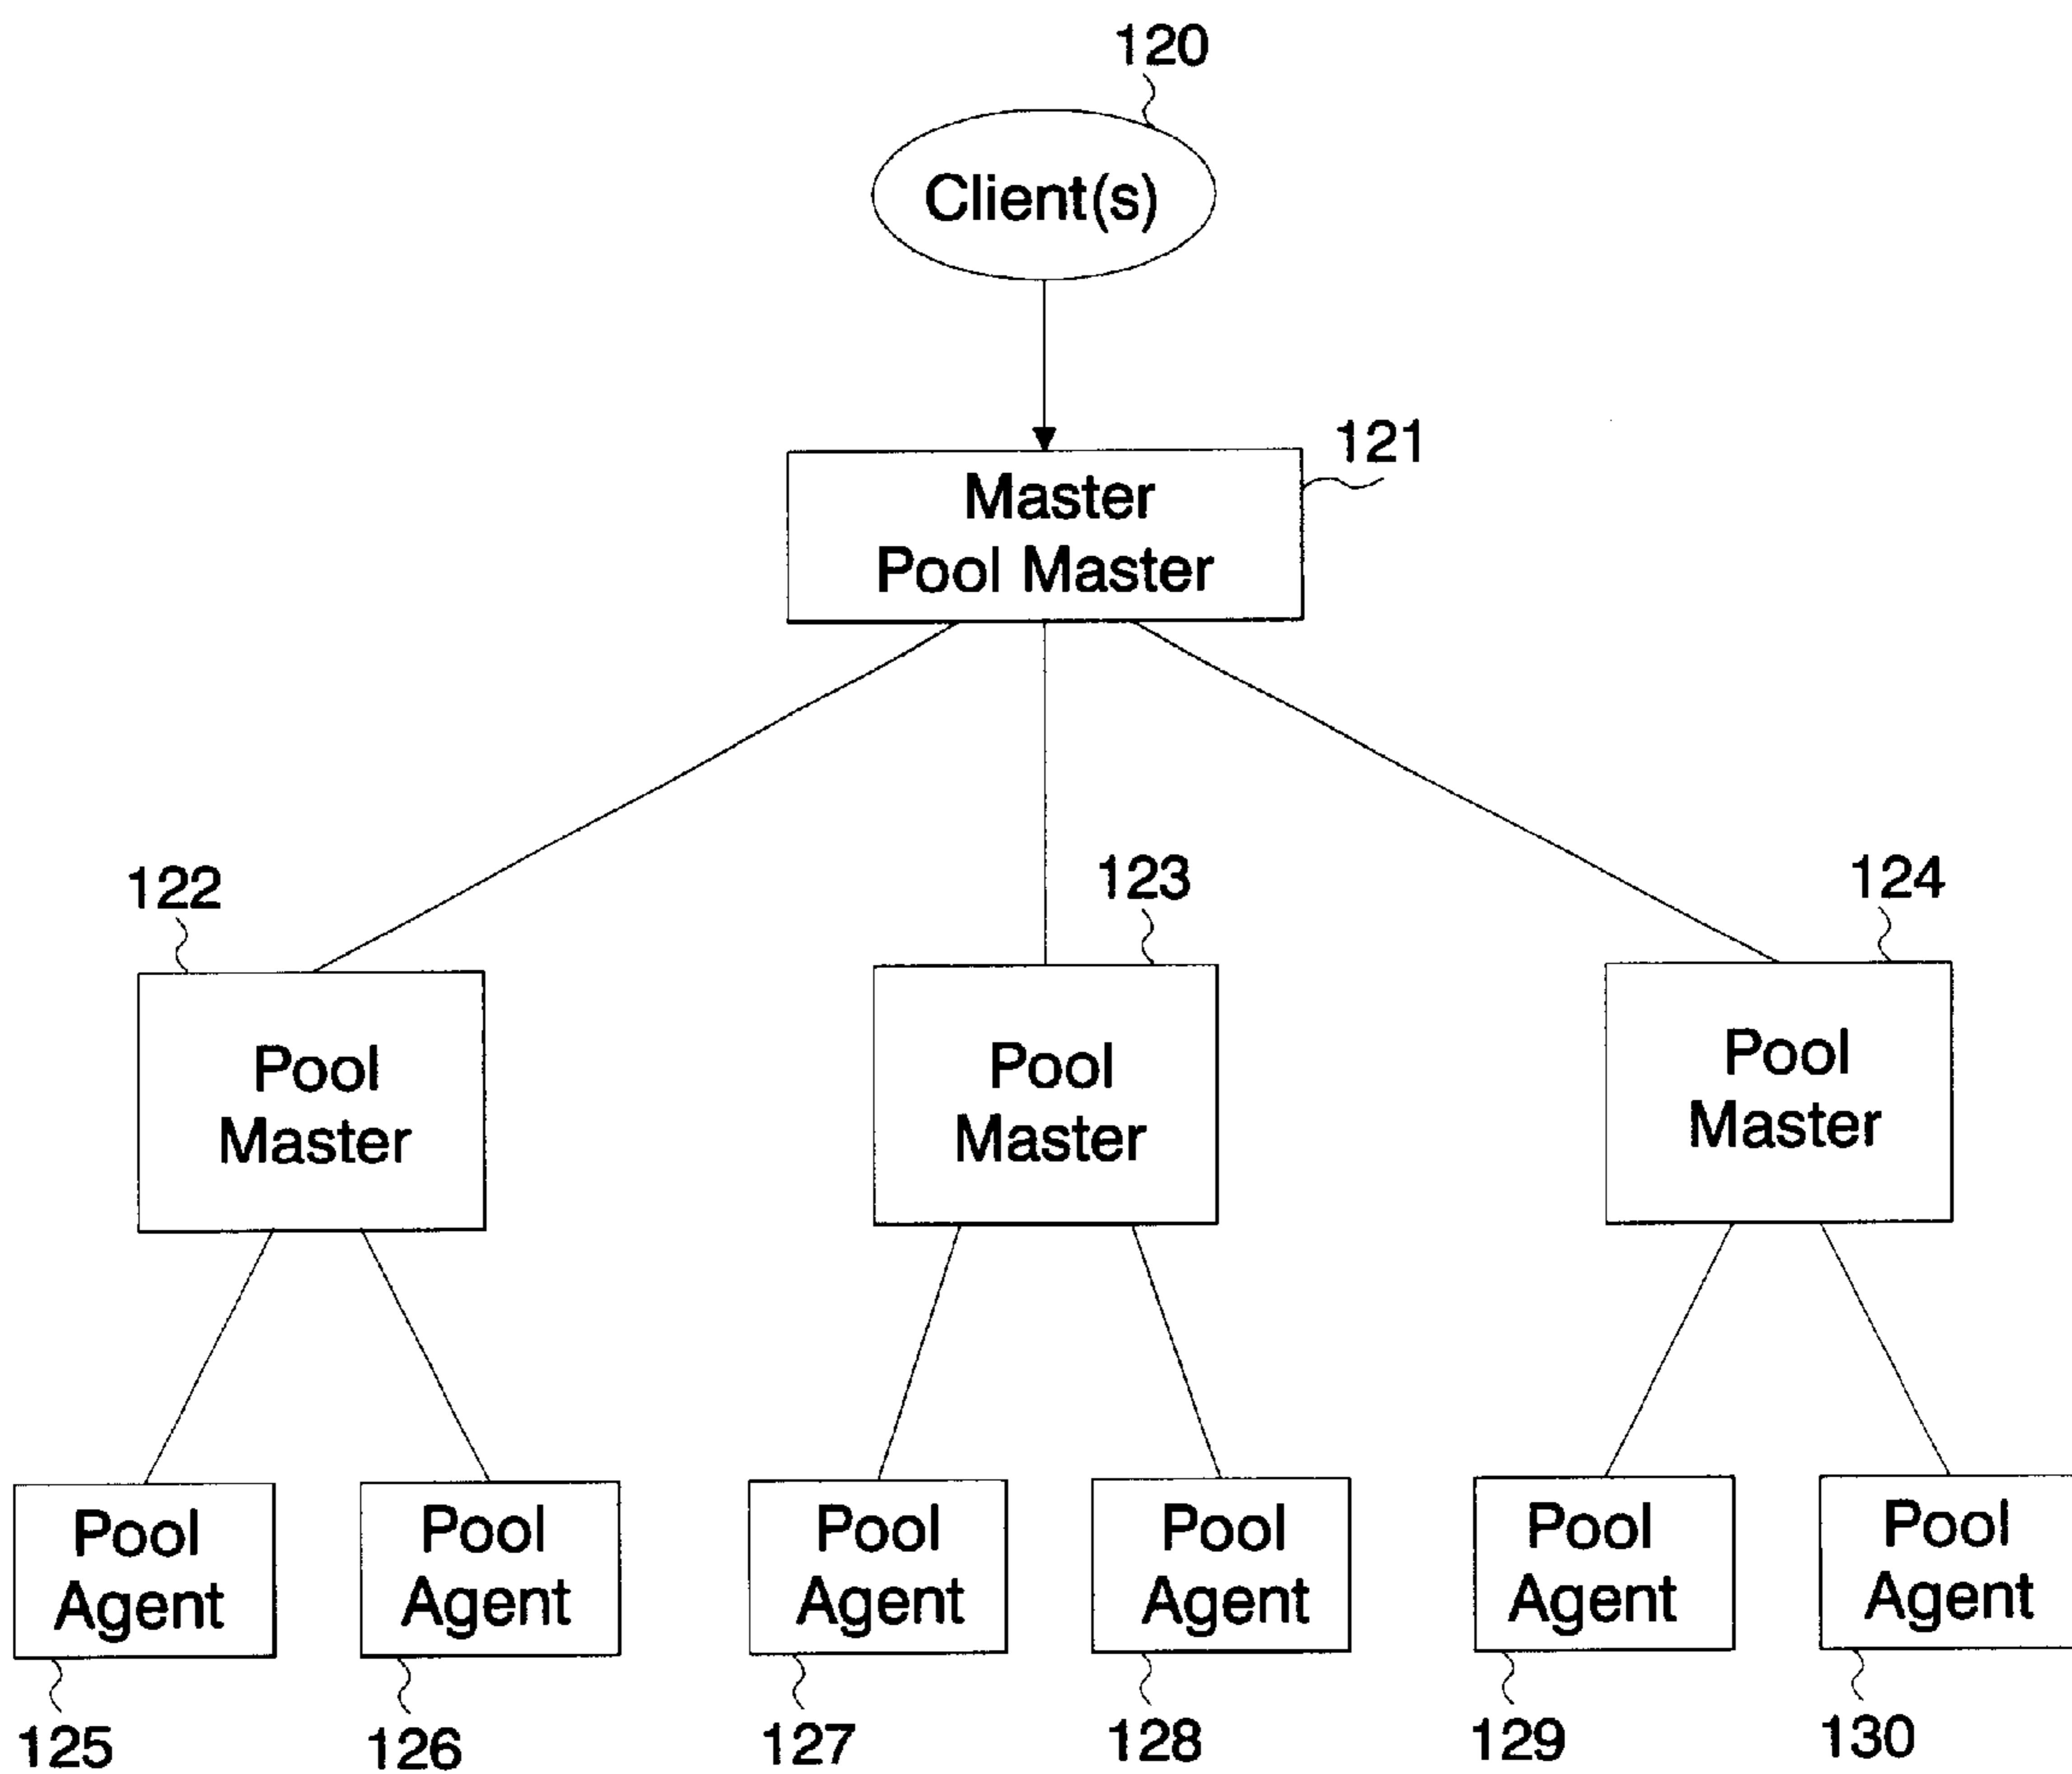 120
Client(s)
121
Master
Pool Master
122
123
124
Pool
Master
Pool
Master
Pool
Master
Pool
Agent
Pool
Agent
Pool
Agent
Pool
Agent
Pool
Agent
Pool
Agent
125
126
127
128
129
130